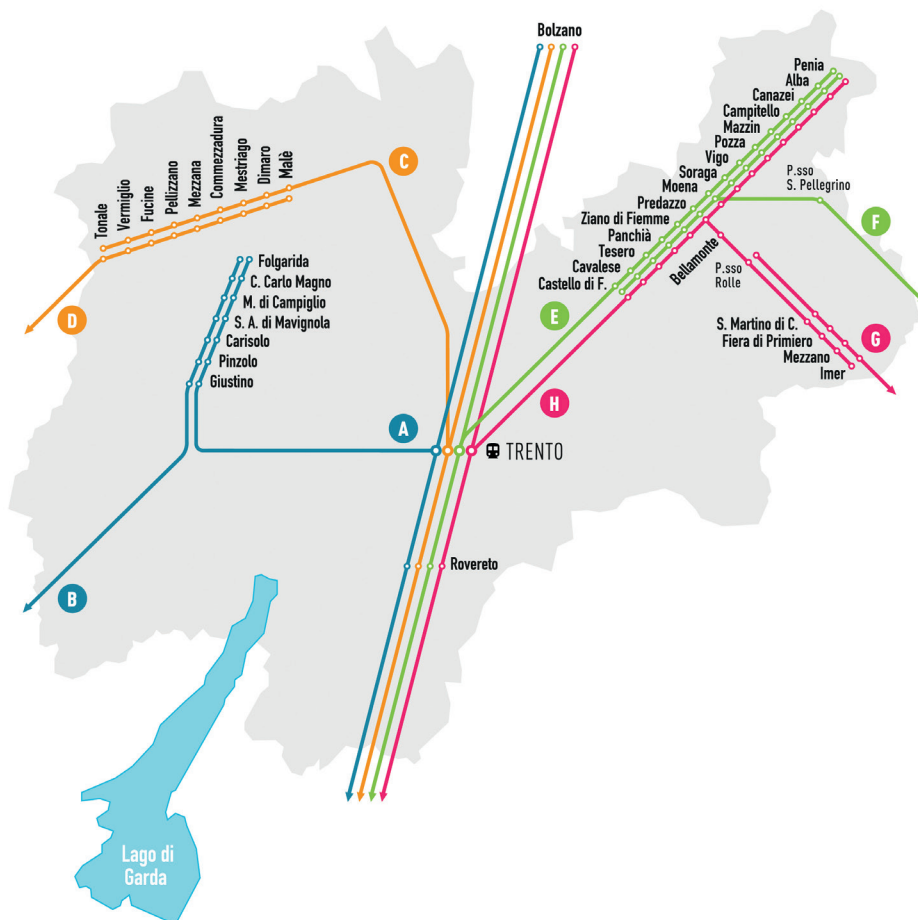 Bolzano
Penia
Alba
Canazei
Campitello
Mazzin
Pozza
Vigo
Soraga
Moena
Predazzo
Ziano di Fiemme
Panchià
Tesero
Cavalese
Castello di F.
P.sso
S. Pellegrino
F
Bellamonte
P.sso
Rolle
S. Martino di C.
Fiera di Primiero
Mezzano
Imer
G
C
Tonale
Vermiglio
Fucine
Pellizzano
Mezzana
Commezzadura
Mestriago
Dimaro
Malè
D
Folgarida
C. Carlo Magno
M. di Campiglio
S. A. di Mavignola
Carisolo
Pinzolo
Giustino
E
H
A
TRENTO
Rovereto
B
Lago di
Garda